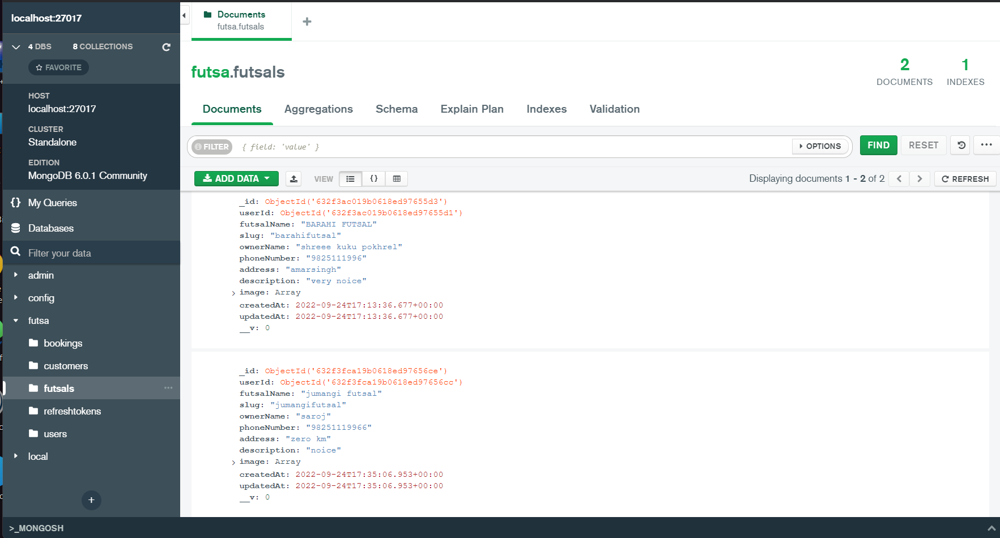 localhost:27017
4 DBS 8 COLLECTIONS
FAVORITE
HOST
localhost:27017
CLUSTER
Standalone
EDITION
MongoDB 6.0.1 Community
{} My Queries
Databases
Filter your data
admin
config
futsa
bookings
customers
futsals
refreshtokens
users
local
+
Documents
futsa.futsals
+
futsa.futsals
2
DOCUMENTS
1
INDEXES
Documents Aggregations Schema Explain Plan Indexes Validation
FILTER { field: 'value' } OPTIONS FIND RESET ...
ADD DATA VIEW {} Displaying documents 1 - 2 of 2 < > REFRESH
_id: ObjectId('632f3ac019b0618ed97655d3')
userId: ObjectId('632f3ac019b0618ed97655d1')
futsalName: "BARAHI FUTSAL"
slug: "barahifutsal"
ownerName: "shreee kuku pokhrel"
phoneNumber: "9825111996"
address: "amarsingh"
description: "very noice"
> image: Array
createdAt: 2022-09-24T17:13:36.677+00:00
updatedAt: 2022-09-24T17:13:36.677+00:00
__v: 0
_id: ObjectId('632f3fca19b0618ed97656ce')
userId: ObjectId('632f3fca19b0618ed97656cc')
futsalName: "jumangi futsal"
slug: "jumangifutsal"
ownerName: "saroj"
phoneNumber: "98251119966"
address: "zero km"
description: "noice"
> image: Array
createdAt: 2022-09-24T17:35:06.953+00:00
updatedAt: 2022-09-24T17:35:06.953+00:00
__v: 0
>_MONGOSH